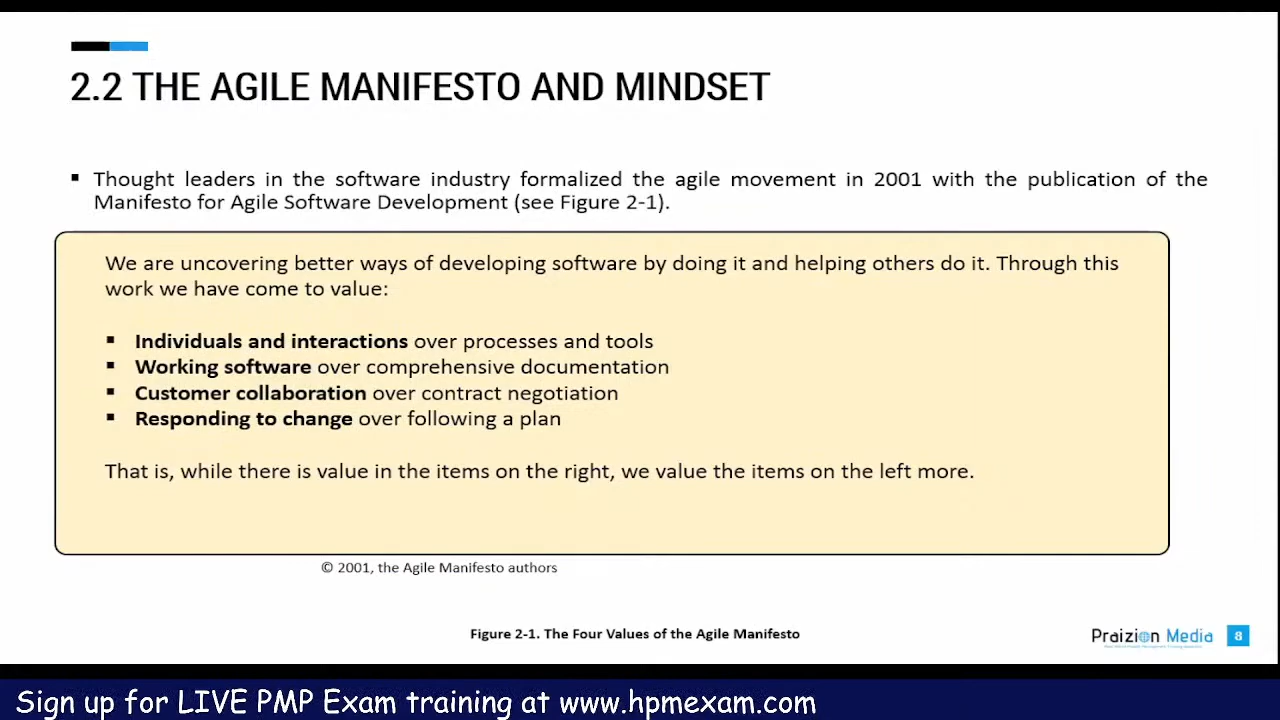 2.2 THE AGILE MANIFESTO AND MINDSET
▪ Thought leaders in the software industry formalized the agile movement in 2001 with the publication of the
Manifesto for Agile Software Development (see Figure 2-1).
We are uncovering better ways of developing software by doing it and helping others do it. Through this
work we have come to value:
▪ Individuals and interactions over processes and tools
▪ Working software over comprehensive documentation
▪ Customer collaboration over contract negotiation
▪ Responding to change over following a plan
That is, while there is value in the items on the right, we value the items on the left more.
© 2001, the Agile Manifesto authors
Figure 2-1. The Four Values of the Agile Manifesto
Praizion Media 8
Sign up for LIVE PMP Exam training at www.hpmexam.com